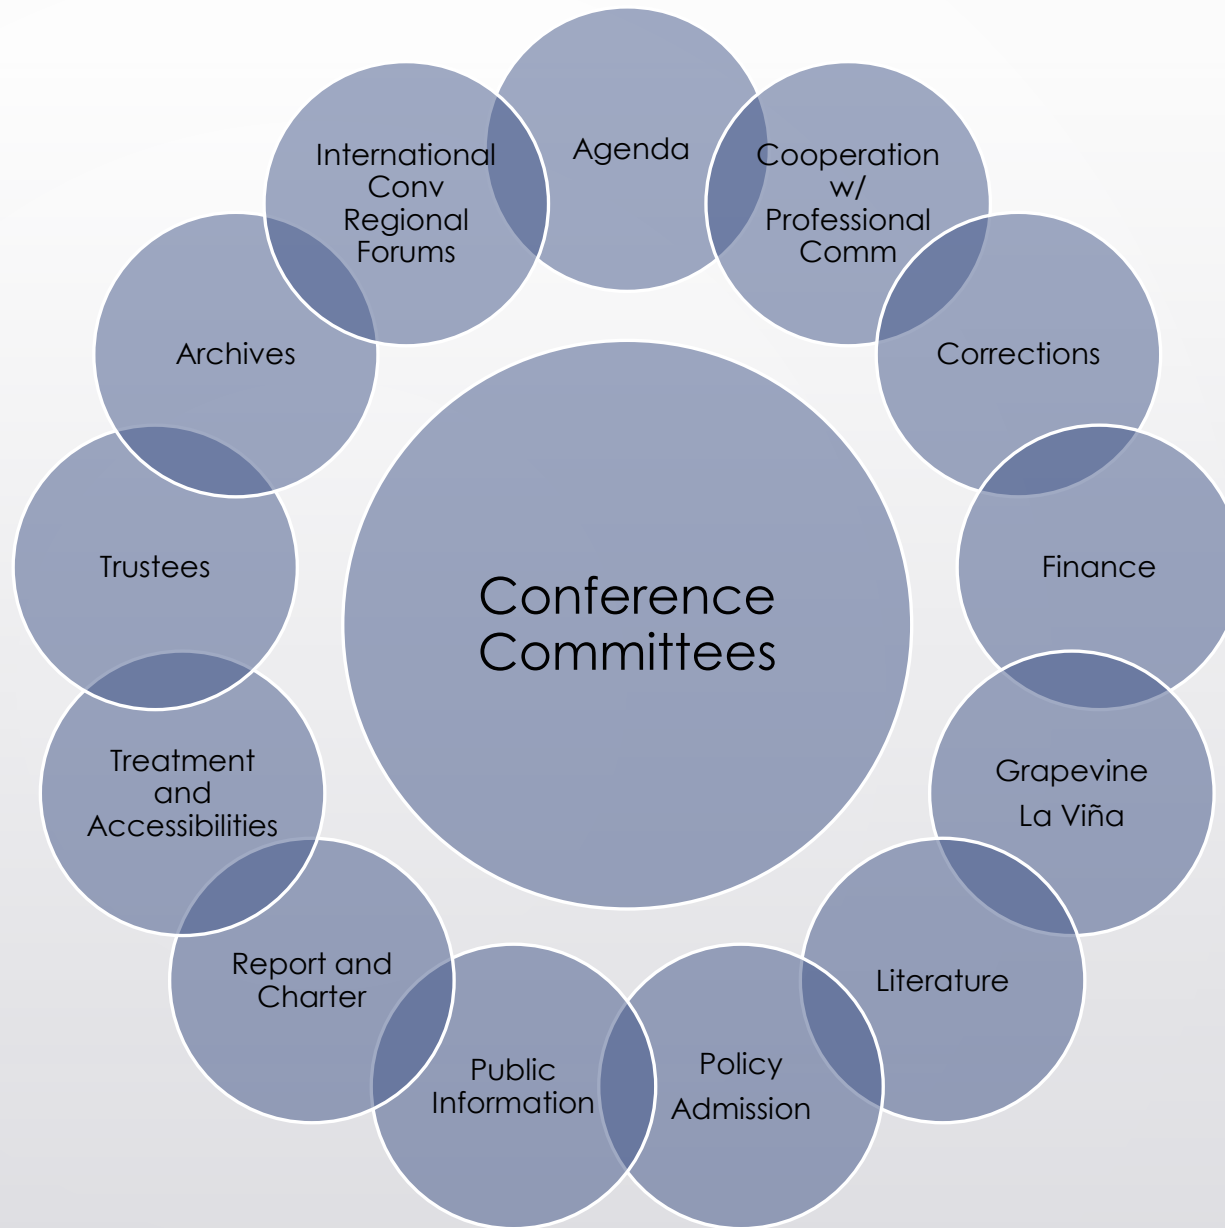 Agenda
Cooperation
w/
Professional
Comm
Corrections
Finance
Grapevine
La Viña
Literature
Policy
Admission
Public
Information
Report and
Charter
Treatment
and
Accessibilities
Trustees
Archives
International
Conv
Regional
Forums
Conference
Committees